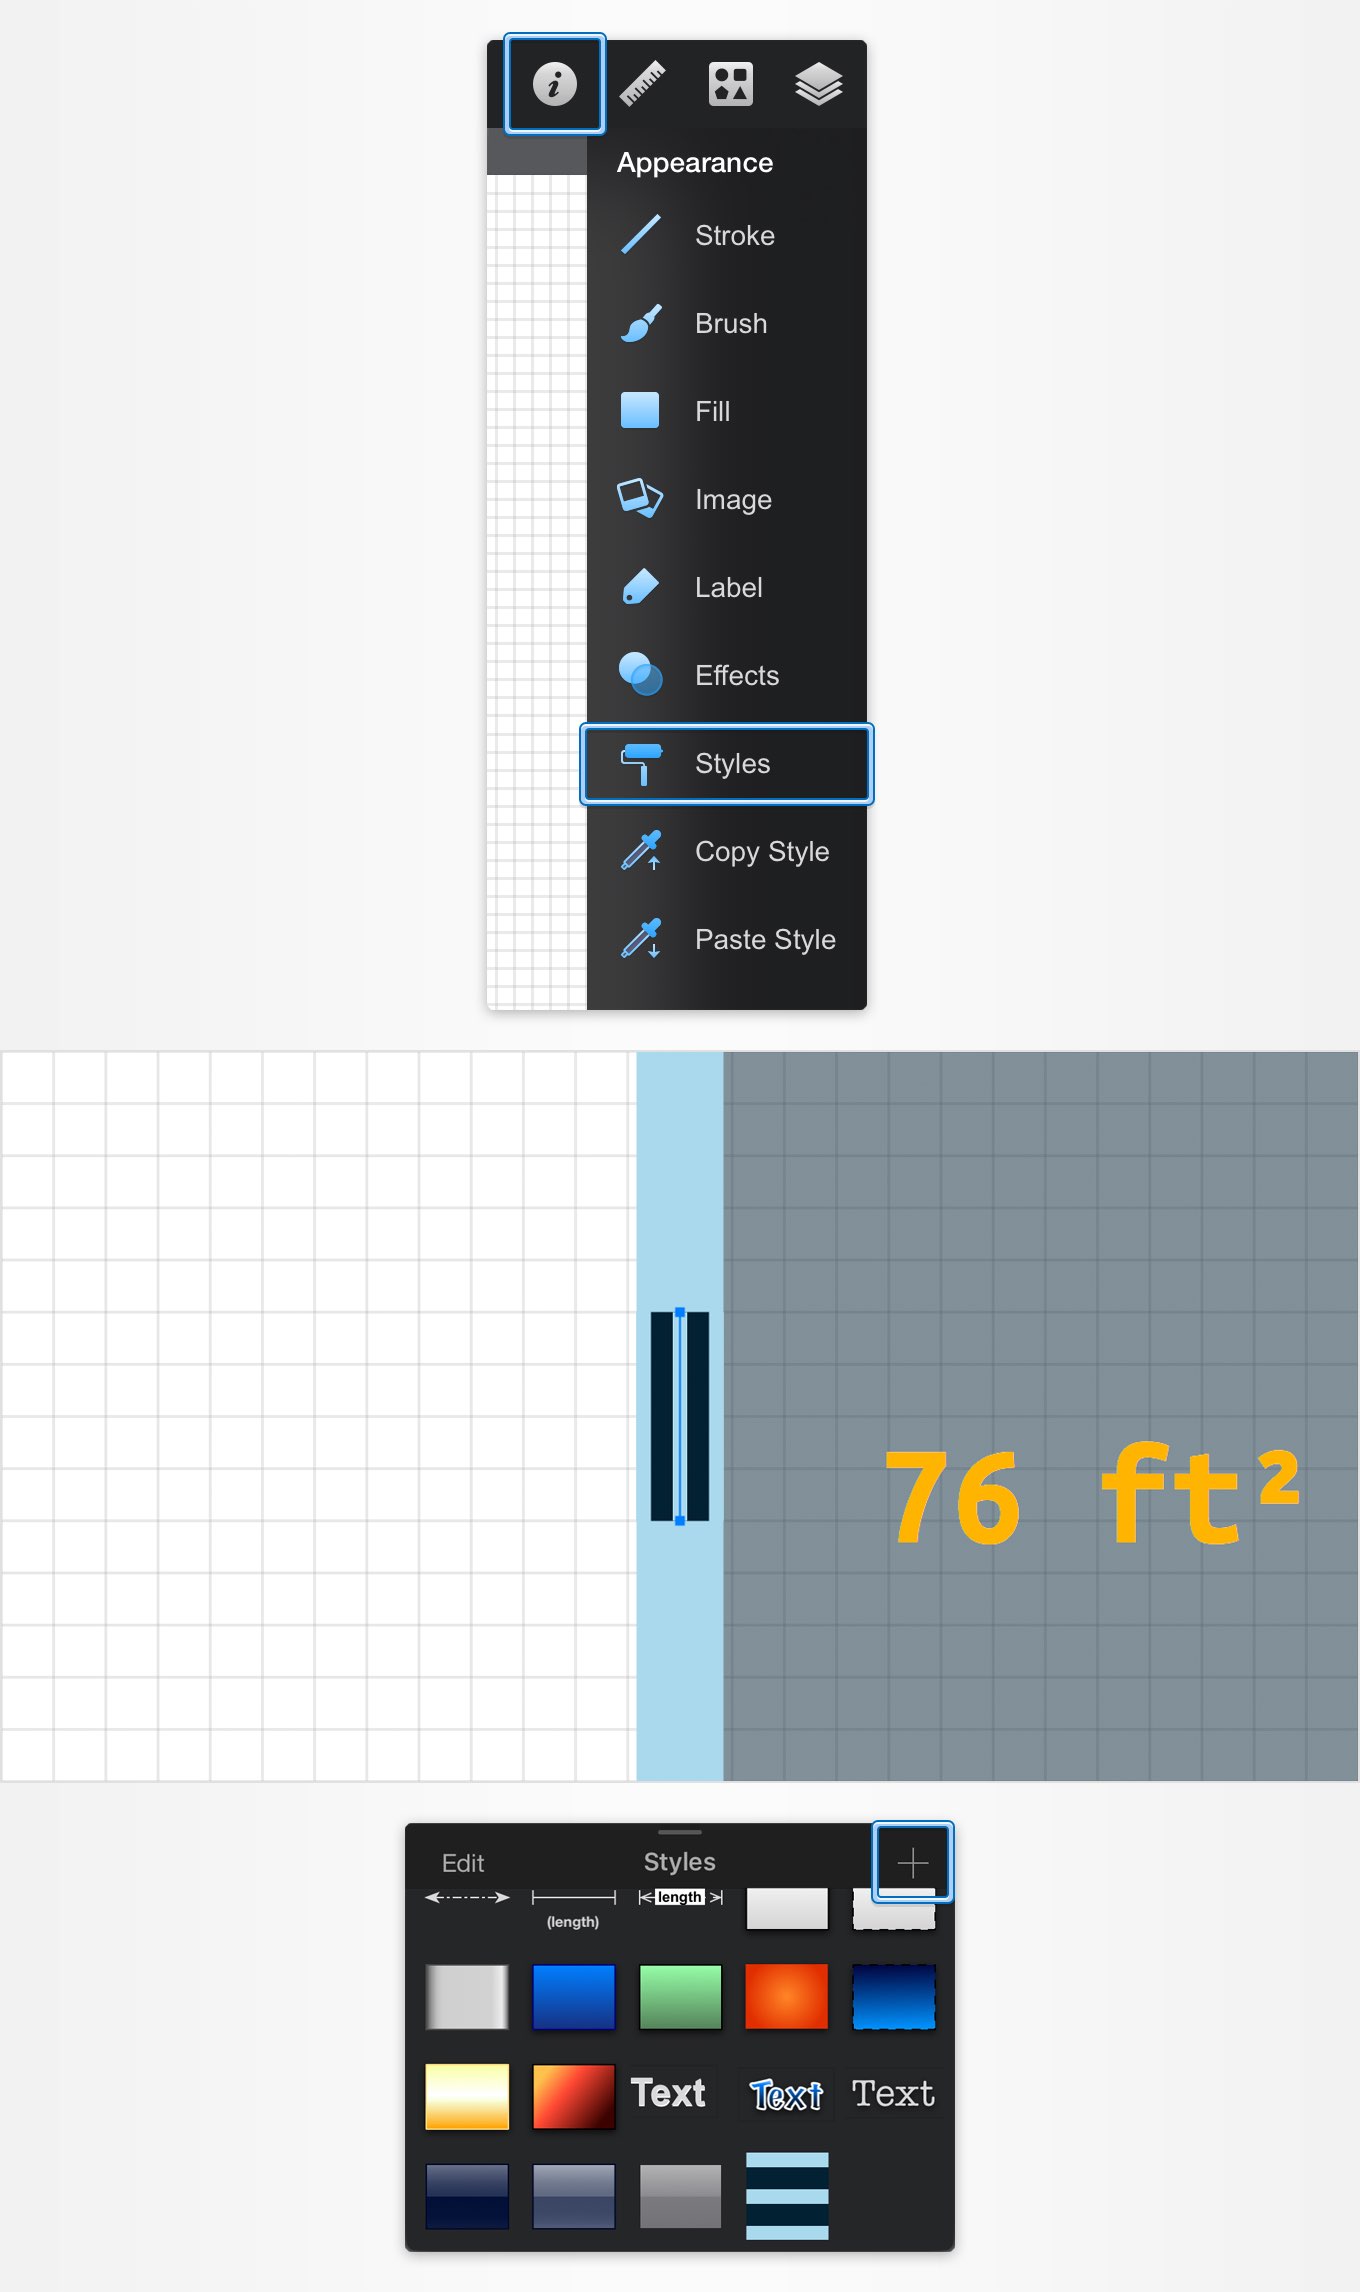 Appearance
Stroke
Brush
Fill
Image
Label
Effects
Styles
Copy Style
Paste Style
76 ft²
Edit
Styles
(length)
length
Text
Text
Text